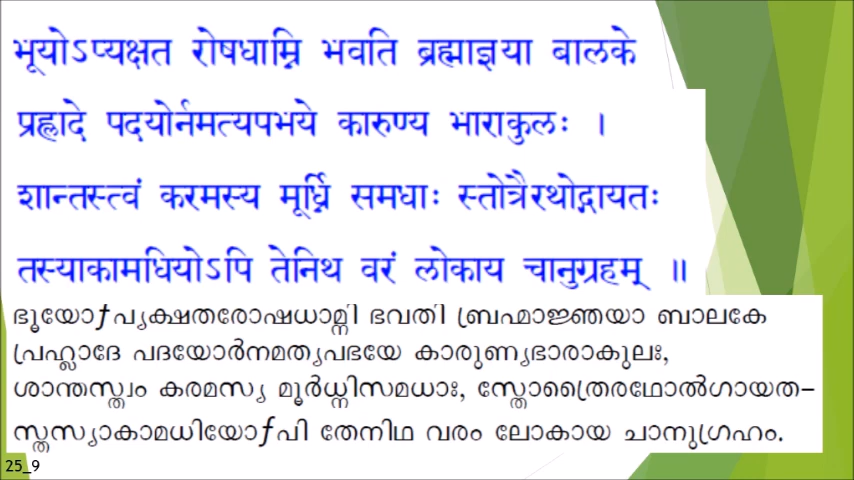 भूयोऽप्यक्षत रोषधाम्नि भवति ब्रह्माज्ञया बालके
प्रह्लादे पदयोर्नमत्यपभये कारुण्य भाराकुलः ।
शान्तस्त्वं करमस्य मूर्ध्नि समधाः स्तोत्रैरथोद्गायतः
तस्याकामधियोऽपि तेनिथ वरं लोकाय चानुग्रहम् ॥
ഭൂയോƒപ്യക്ഷതരോഷധാമ്നി ഭവതി ബ്രഹ്മാജ്ഞയാ ബാലകേ
പ്രഹ്ലാദേ പദയോർനമത്യപഭയേ കാരുണ്യഭാരാകുലഃ,
ശാന്തസ്ത്വം കരമസ്യ മൂർധ്നിസമധാഃ, സ്തോത്രൈരഥോൽഗായത–
സ്തസ്യാകാമധിയോƒപി തേനിഥ വരം ലോകായ ചാനുഗ്രഹം.
25_9